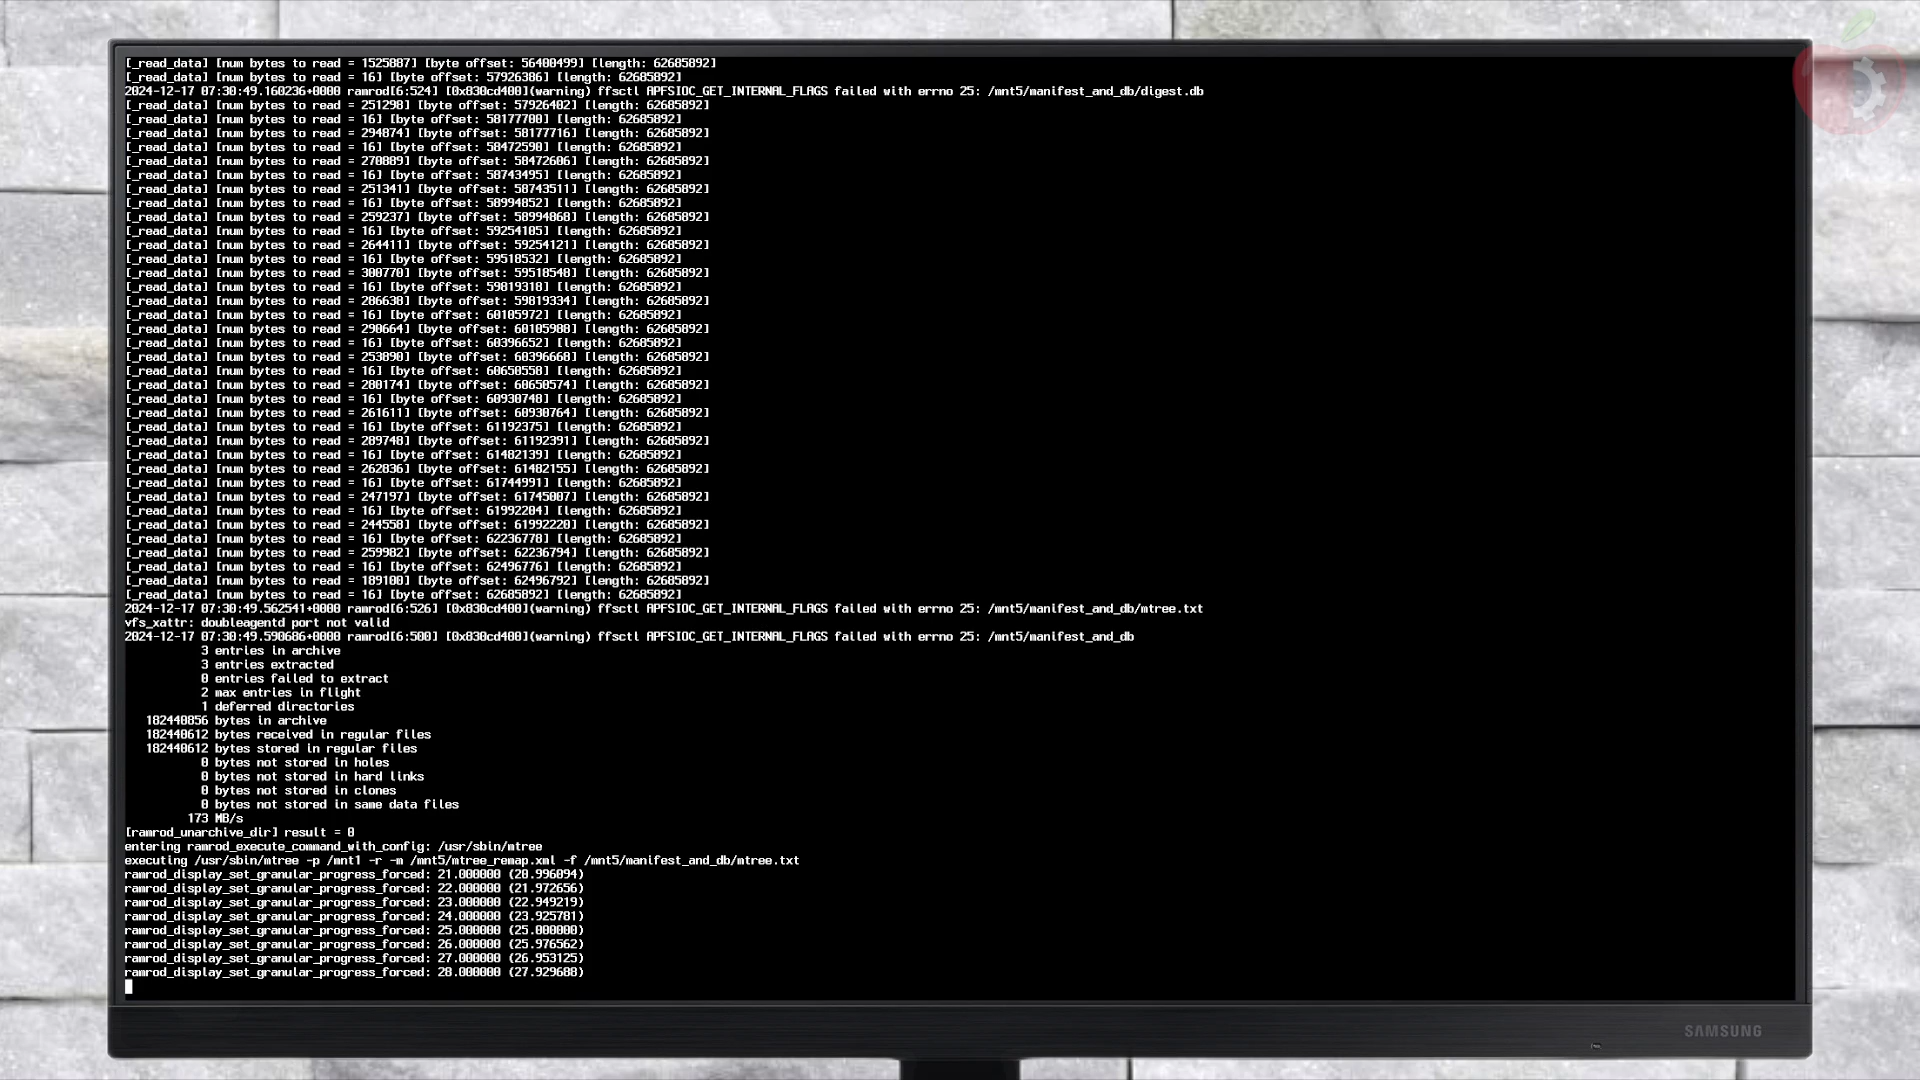 [_read_data] [num bytes to read = 1525887] [byte offset: 56400499] [length: 62685892]
[_read_data] [num bytes to read = 16] [byte offset: 57926386] [length: 62685892]
2024-12-17 07:30:49.160236+0000 ramrod[6:524] [0x830cd400](warning) ffsctl APFSIOC_GET_INTERNAL_FLAGS failed with errno 25: /mnt5/manifest_and_db/digest.db
[_read_data] [num bytes to read = 251298] [byte offset: 57926402] [length: 62685892]
[_read_data] [num bytes to read = 16] [byte offset: 58177700] [length: 62685892]
[_read_data] [num bytes to read = 294874] [byte offset: 58177716] [length: 62685892]
[_read_data] [num bytes to read = 16] [byte offset: 58472590] [length: 62685892]
[_read_data] [num bytes to read = 270889] [byte offset: 58472606] [length: 62685892]
[_read_data] [num bytes to read = 16] [byte offset: 58743495] [length: 62685892]
[_read_data] [num bytes to read = 251341] [byte offset: 58743511] [length: 62685892]
[_read_data] [num bytes to read = 16] [byte offset: 58994852] [length: 62685892]
[_read_data] [num bytes to read = 259237] [byte offset: 58994868] [length: 62685892]
[_read_data] [num bytes to read = 16] [byte offset: 59254105] [length: 62685892]
[_read_data] [num bytes to read = 264411] [byte offset: 59254121] [length: 62685892]
[_read_data] [num bytes to read = 16] [byte offset: 59518532] [length: 62685892]
[_read_data] [num bytes to read = 300770] [byte offset: 59518548] [length: 62685892]
[_read_data] [num bytes to read = 16] [byte offset: 59819318] [length: 62685892]
[_read_data] [num bytes to read = 286638] [byte offset: 59819334] [length: 62685892]
[_read_data] [num bytes to read = 16] [byte offset: 60105972] [length: 62685892]
[_read_data] [num bytes to read = 290664] [byte offset: 60105988] [length: 62685892]
[_read_data] [num bytes to read = 16] [byte offset: 60396652] [length: 62685892]
[_read_data] [num bytes to read = 253890] [byte offset: 60396668] [length: 62685892]
[_read_data] [num bytes to read = 16] [byte offset: 60650558] [length: 62685892]
[_read_data] [num bytes to read = 280174] [byte offset: 60650574] [length: 62685892]
[_read_data] [num bytes to read = 16] [byte offset: 60930748] [length: 62685892]
[_read_data] [num bytes to read = 261611] [byte offset: 60930764] [length: 62685892]
[_read_data] [num bytes to read = 16] [byte offset: 61192375] [length: 62685892]
[_read_data] [num bytes to read = 289748] [byte offset: 61192391] [length: 62685892]
[_read_data] [num bytes to read = 16] [byte offset: 61482139] [length: 62685892]
[_read_data] [num bytes to read = 262836] [byte offset: 61482155] [length: 62685892]
[_read_data] [num bytes to read = 16] [byte offset: 61744991] [length: 62685892]
[_read_data] [num bytes to read = 247197] [byte offset: 61745007] [length: 62685892]
[_read_data] [num bytes to read = 16] [byte offset: 61992204] [length: 62685892]
[_read_data] [num bytes to read = 244558] [byte offset: 61992220] [length: 62685892]
[_read_data] [num bytes to read = 16] [byte offset: 62236778] [length: 62685892]
[_read_data] [num bytes to read = 259982] [byte offset: 62236794] [length: 62685892]
[_read_data] [num bytes to read = 16] [byte offset: 62496776] [length: 62685892]
[_read_data] [num bytes to read = 189100] [byte offset: 62496792] [length: 62685892]
[_read_data] [num bytes to read = 16] [byte offset: 62685892] [length: 62685892]
2024-12-17 07:30:49.562541+0000 ramrod[6:526] [0x830cd400](warning) ffsctl APFSIOC_GET_INTERNAL_FLAGS failed with errno 25: /mnt5/manifest_and_db/mtree.txt
vfs_xattr: doubleagentd port not valid
2024-12-17 07:30:49.590686+0000 ramrod[6:500] [0x830cd400](warning) ffsctl APFSIOC_GET_INTERNAL_FLAGS failed with errno 25: /mnt5/manifest_and_db
3 entries in archive
3 entries extracted
0 entries failed to extract
2 max entries in flight
1 deferred directories
182440856 bytes in archive
182440612 bytes received in regular files
182440612 bytes stored in regular files
0 bytes not stored in holes
0 bytes not stored in hard links
0 bytes not stored in clones
0 bytes not stored in same data files
173 MB/s
[ramrod_unarchive_dir] result = 0
entering ramrod_execute_command_with_config: /usr/sbin/mtree
executing /usr/sbin/mtree -p /mnt1 -r -m /mnt5/mtree_remap.xml -f /mnt5/manifest_and_db/mtree.txt
ramrod_display_set_granular_progress_forced: 21.000000 (20.996094)
ramrod_display_set_granular_progress_forced: 22.000000 (21.972656)
ramrod_display_set_granular_progress_forced: 23.000000 (22.949219)
ramrod_display_set_granular_progress_forced: 24.000000 (23.925781)
ramrod_display_set_granular_progress_forced: 25.000000 (25.000000)
ramrod_display_set_granular_progress_forced: 26.000000 (25.976562)
ramrod_display_set_granular_progress_forced: 27.000000 (26.953125)
ramrod_display_set_granular_progress_forced: 28.000000 (27.929688)
SAMSUNG